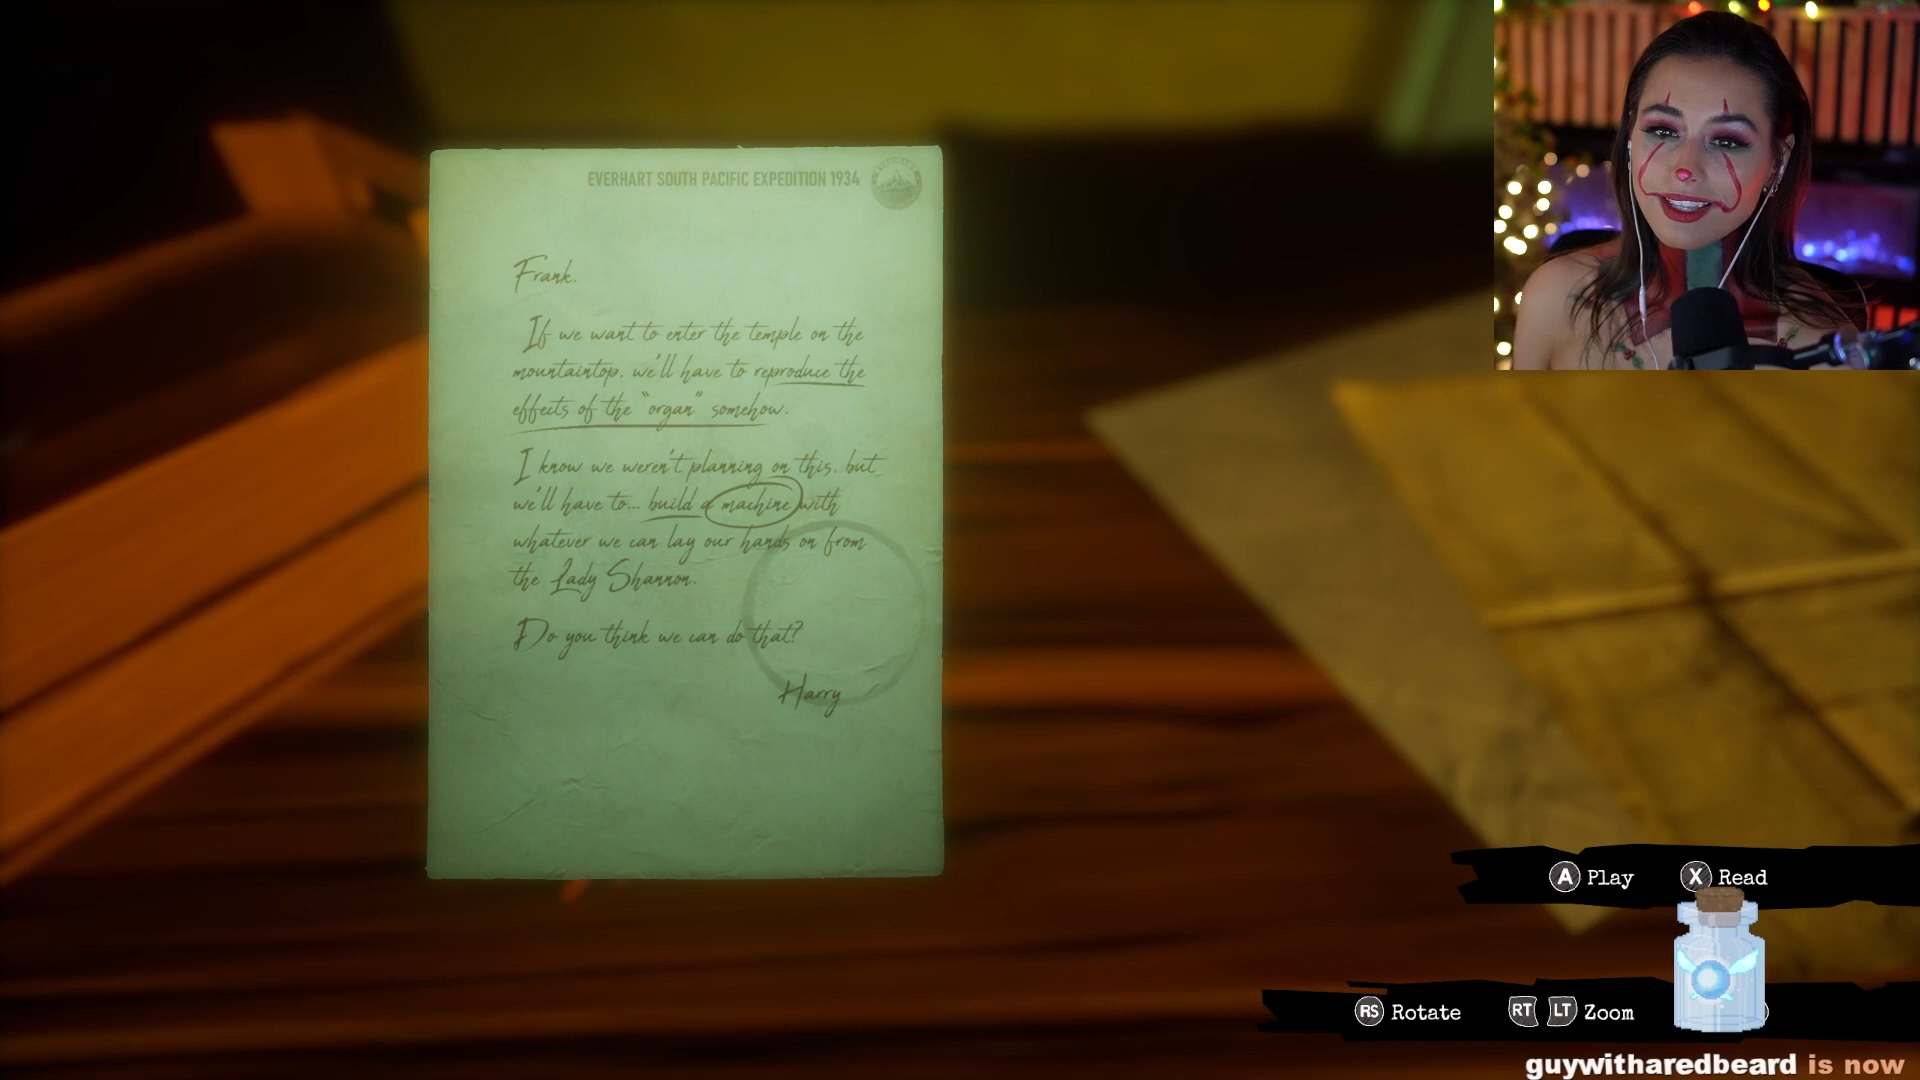 EVERHART SOUTH PACIFIC EXPEDITION 1934
Frank,
If we want to enter the temple on the
mountaintop, we'll have to reproduce the
effects of the "organ" somehow.
I know we weren't planning on this, but
we'll have to... build a machine with
whatever we can lay our hands on from
the Lady Shannon.
Do you think we can do that?
Harry
A Play X Read
RS Rotate RT LT Zoom
guywitharedbeard is now